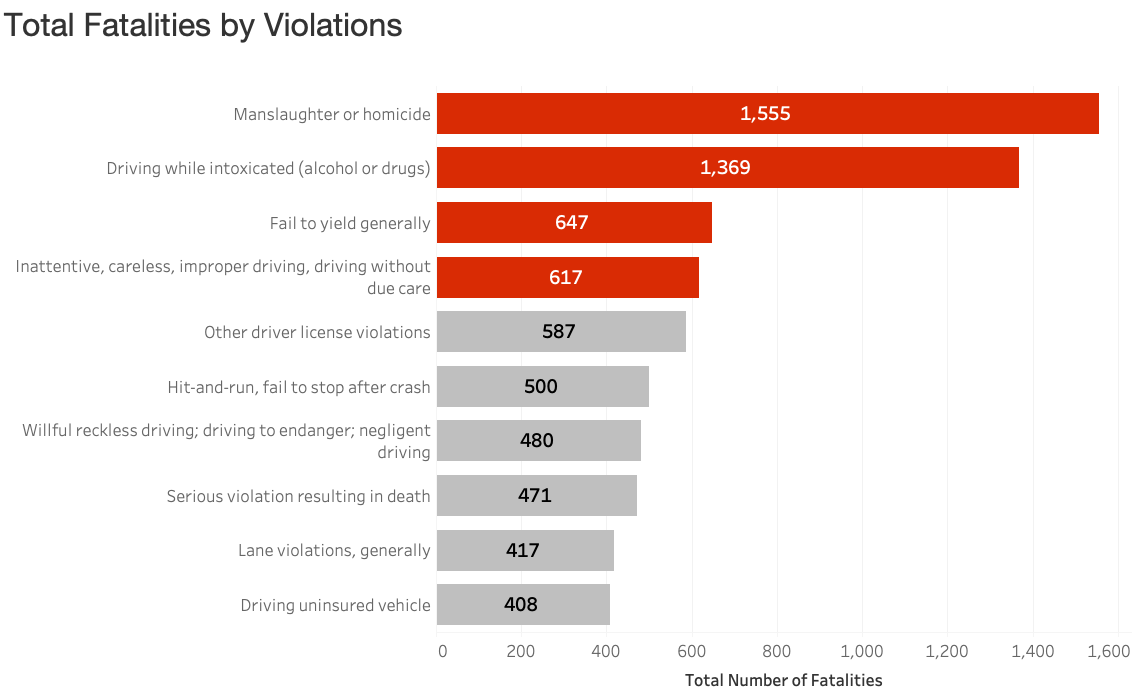 Total Fatalities by Violations
Manslaughter or homicide
1,555
Driving while intoxicated (alcohol or drugs)
1,369
Fail to yield generally
647
Inattentive, careless, improper driving, driving without
due care
617
Other driver license violations
587
Hit-and-run, fail to stop after crash
500
Willful reckless driving; driving to endanger; negligent
driving
480
Serious violation resulting in death
471
Lane violations, generally
417
Driving uninsured vehicle
408
0 200 400 600 800 1,000 1,200 1,400 1,600
Total Number of Fatalities